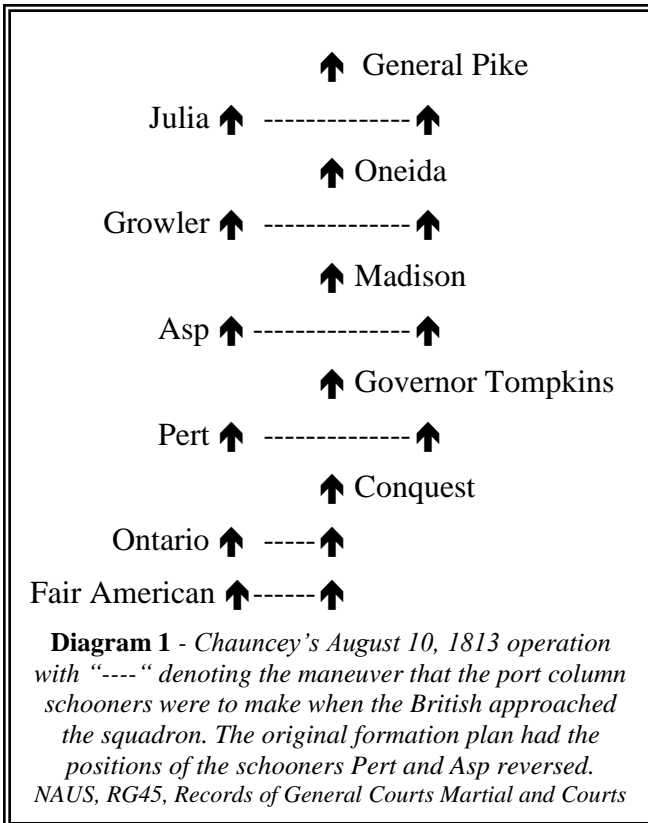 General Pike
Julia --------------
Oneida
Growler --------------
Madison
Asp ---------------
Governor Tompkins
Pert --------------
Conquest
Ontario -----
Fair American ------
Diagram 1 - Chauncey’s August 10, 1813 operation
with “----“ denoting the maneuver that the port column
schooners were to make when the British approached
the squadron. The original formation plan had the
positions of the schooners Pert and Asp reversed.
NAUS, RG45, Records of General Courts Martial and Courts